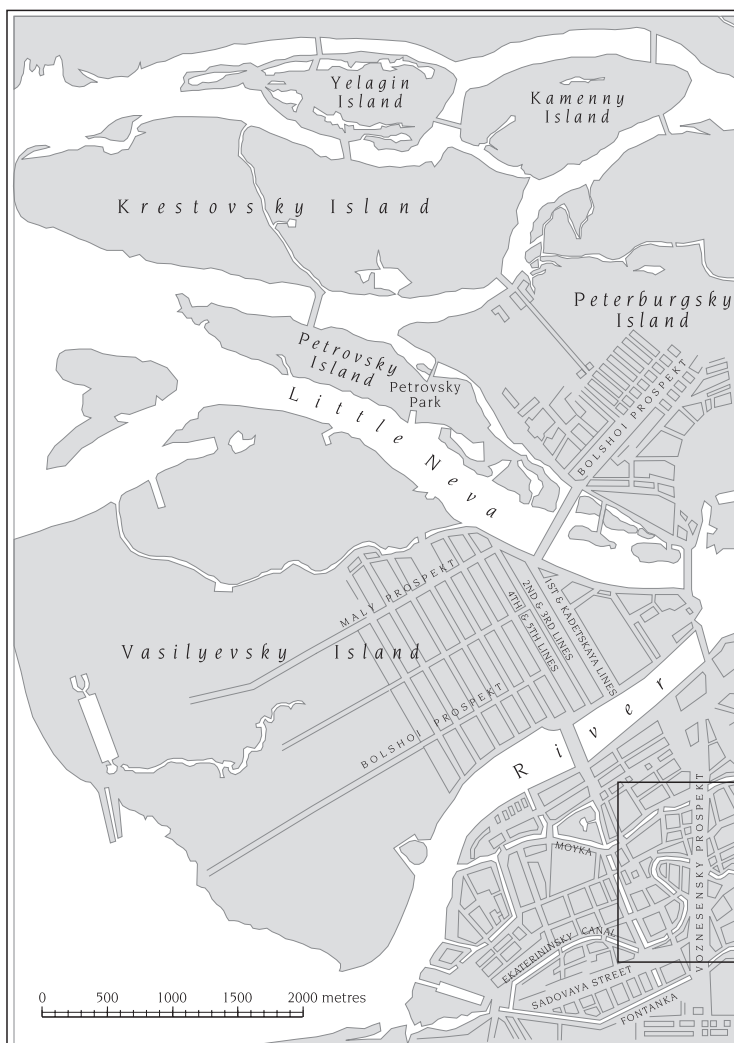 Yelagin
Island
Kamenny
Island
Krestovsky Island
Peterburgsky
Island
Petrovsky
Island
Petrovsky
Park
BOLSHOI PROSPEKT
Little Neva
MALY PROSPEKT
1ST & KADETSKAYA LINES
2ND & 3RD LINES
4TH & 5TH LINES
Vasilyevsky Island
BOLSHOI PROSPEKT
River
VOZNESENSKY PROSPEKT
MOYKA
EKATERININSKY CANAL
SADOVAYA STREET
FONTANKA
0 500 1000 1500 2000 metres